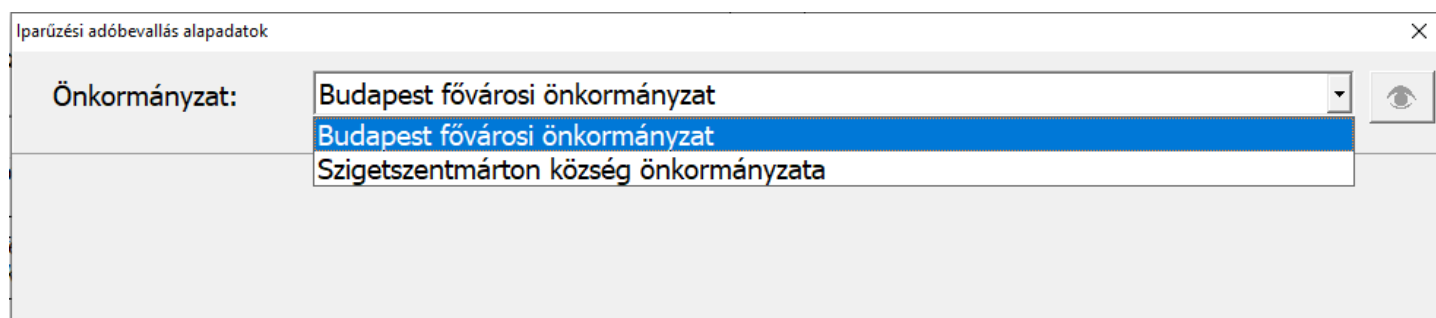 Iparűzési adóbevallás alapadatok
Önkormányzat:
Budapest fővárosi önkormányzat
Budapest fővárosi önkormányzat
Szigetszentmárton község önkormányzata